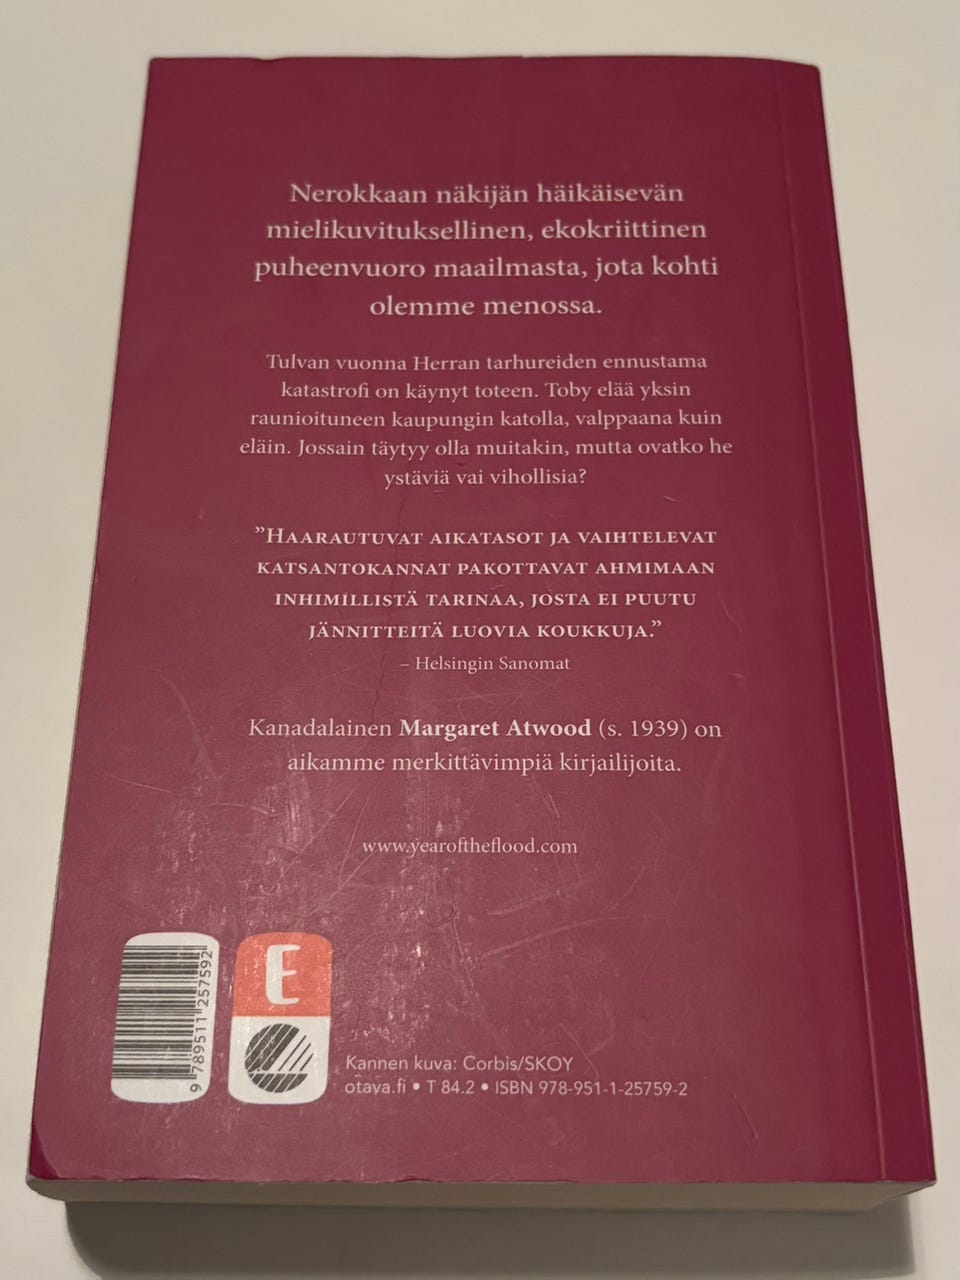 Nerokkaan näkijän häikäisevän
mielikuvituksellinen, ekokriittinen
puheenvuoro maailmasta, jota kohti
olemme menossa.
Tulvan vuonna Herran tarhureiden ennustama
katastrofi on käynyt toteen. Toby elää yksin
raunioituneen kaupungin katolla, valppaana kuin
eläin. Jossain täytyy olla muitakin, mutta ovatko he
ystäviä vai vihollisia?
”HAARAUTUVAT AIKATASOT JA VAIHTELEVAT
KATSANTOKANNAT PAKOTTAVAT AHMIMAAN
INHIMILLISTÄ TARINAA, JOSTA EI PUUTU
JÄNNITTEITÄ LUOVIA KOUKKUJA.”
– Helsingin Sanomat
Kanadalainen Margaret Atwood (s. 1939) on
aikamme merkittävimpiä kirjailijoita.
www.yearoftheflood.com
9 789511 257592
E
Kannen kuva: Corbis/SKOY
otava.fi • T 84.2 • ISBN 978-951-1-25759-2